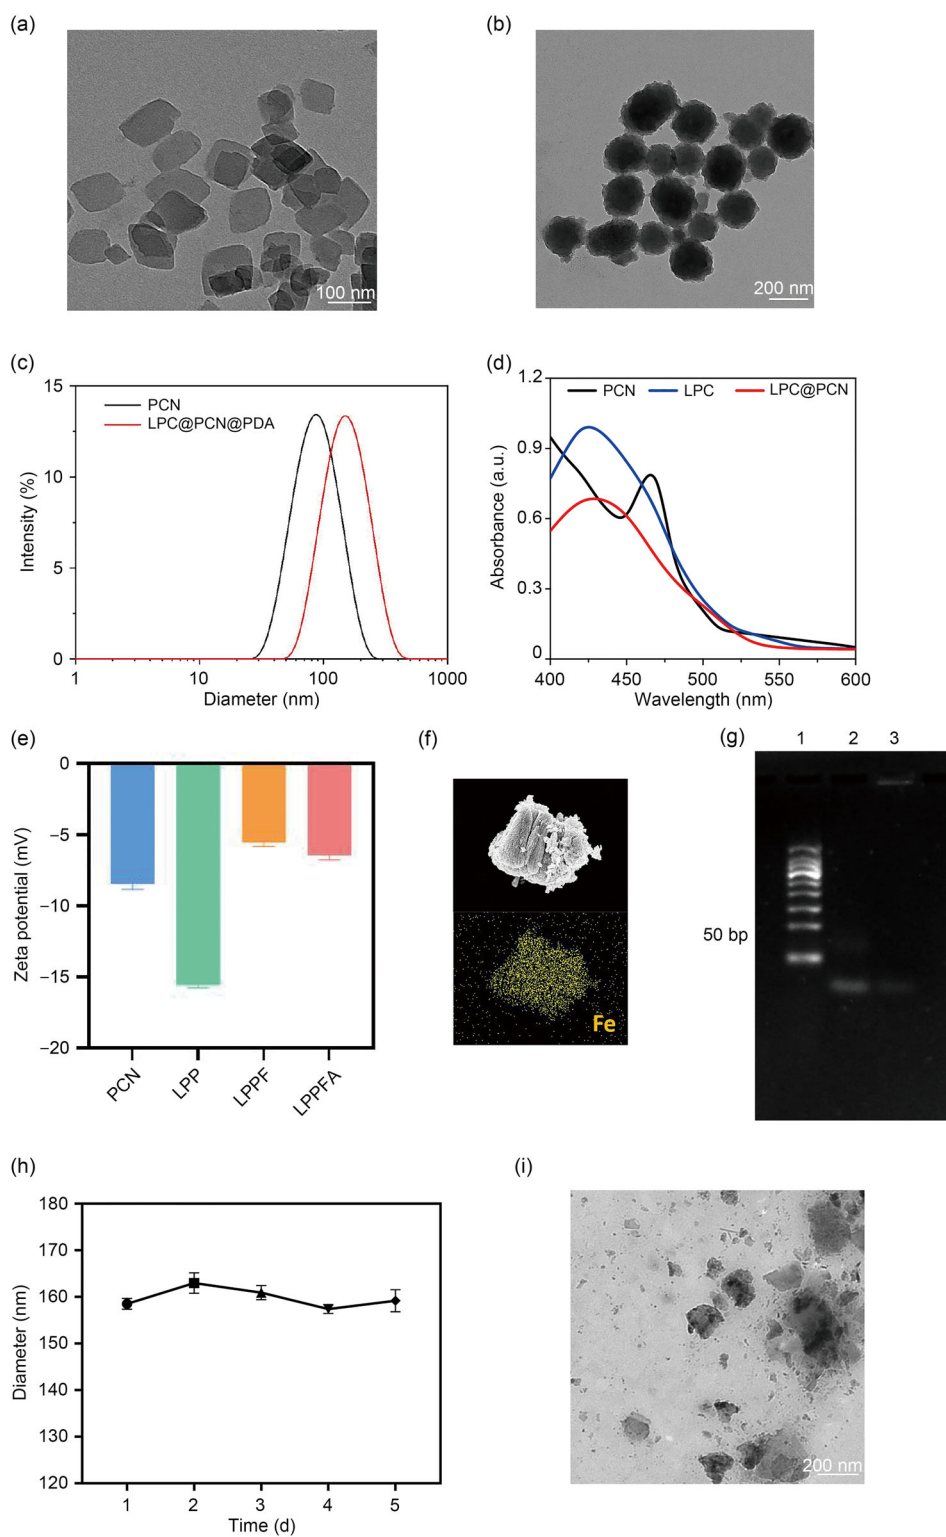 (a)
(b)
100 nm
200 nm
(c)
15
10
5
0
Intensity (%)
PCN
LPC@PCN@PDA
1
10
100
1000
Diameter (nm)
(d)
1.2
0.9
0.6
0.3
0
Absorbance (a.u.)
PCN
LPC
LPC@PCN
400
450
500
550
600
Wavelength (nm)
(e)
0
−5
−10
−15
−20
Zeta potential (mV)
PCN
LPP
LPPF
LPPFA
(f)
Fe
(g)
1 2 3
50 bp
(h)
180
170
160
150
140
130
120
Diameter (nm)
1 2 3 4 5
Time (d)
(i)
200 nm